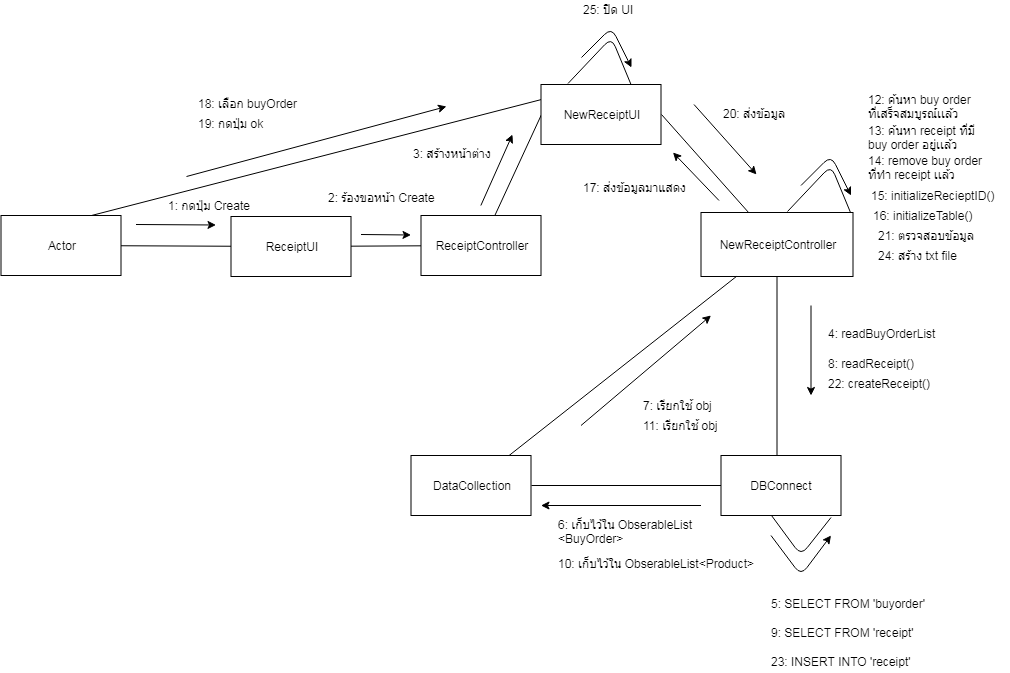 25: ปิด UI
18: เลือก buyOrder
19: กดปุ่ม ok
NewReceiptUI
20: ส่งข้อมูล
12: ค้นหา buy order
ที่เสร็จสมบูรณ์แล้ว
13: ค้นหา receipt ที่มี
buy order อยู่แล้ว
14: remove buy order
ที่ทำ receipt แล้ว
3: สร้างหน้าต่าง
17: ส่งข้อมูลมาแสดง
15: initializeRecieptID()
16: initializeTable()
21: ตรวจสอบข้อมูล
24: สร้าง txt file
1: กดปุ่ม Create
2: ร้องขอหน้า Create
Actor
ReceiptUI
ReceiptController
NewReceiptController
4: readBuyOrderList
8: readReceipt()
22: createReceipt()
7: เรียกใช้ obj
11: เรียกใช้ obj
DataCollection
DBConnect
6: เก็บไว้ใน ObserableList
<BuyOrder>
10: เก็บไว้ใน ObserableList<Product>
5: SELECT FROM 'buyorder'
9: SELECT FROM 'receipt'
23: INSERT INTO 'receipt'